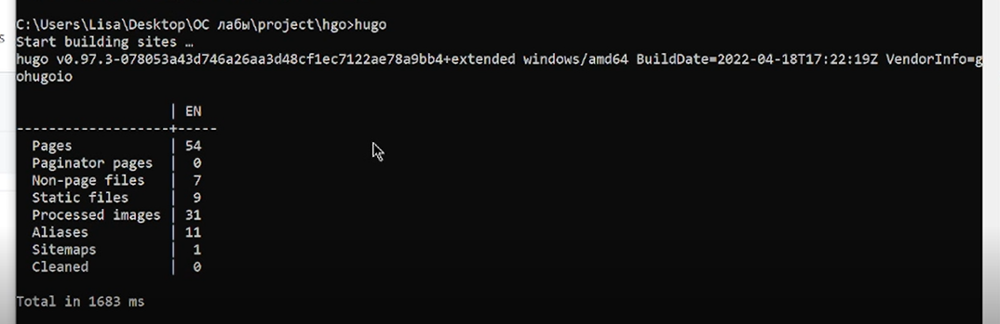 C:\Users\Lisa\Desktop\ОС лабы\project\hgo>hugo
Start building sites …
hugo v0.97.3-078053a43d746a26aa3d48cf1ec7122ae78a9bb4+extended windows/amd64 BuildDate=2022-04-18T17:22:19Z VendorInfo=g
ohugoio
| EN
-------------------+-----
Pages | 54
Paginator pages | 0
Non-page files | 7
Static files | 9
Processed images | 31
Aliases | 11
Sitemaps | 1
Cleaned | 0
Total in 1683 ms